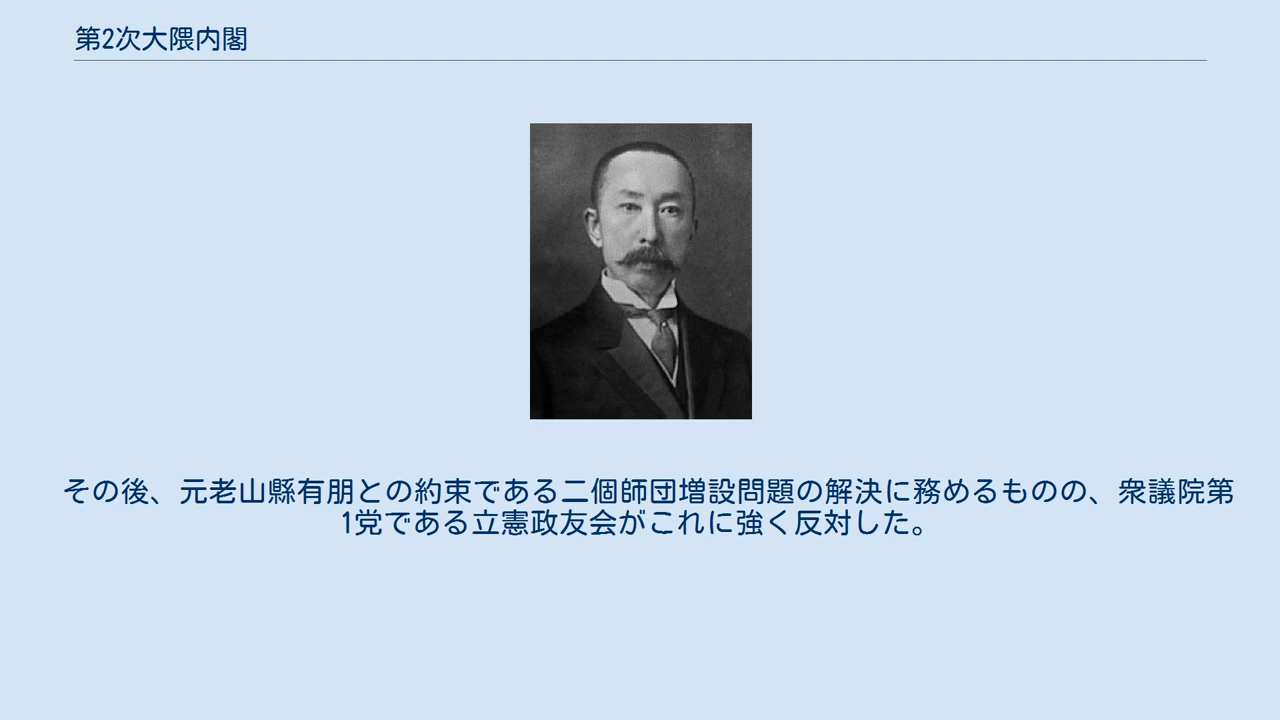 第2次大隈内閣
その後、元老山縣有朋との約束である二個師団増設問題の解決に務めるものの、衆議院第
1党である立憲政友会がこれに強く反対した。